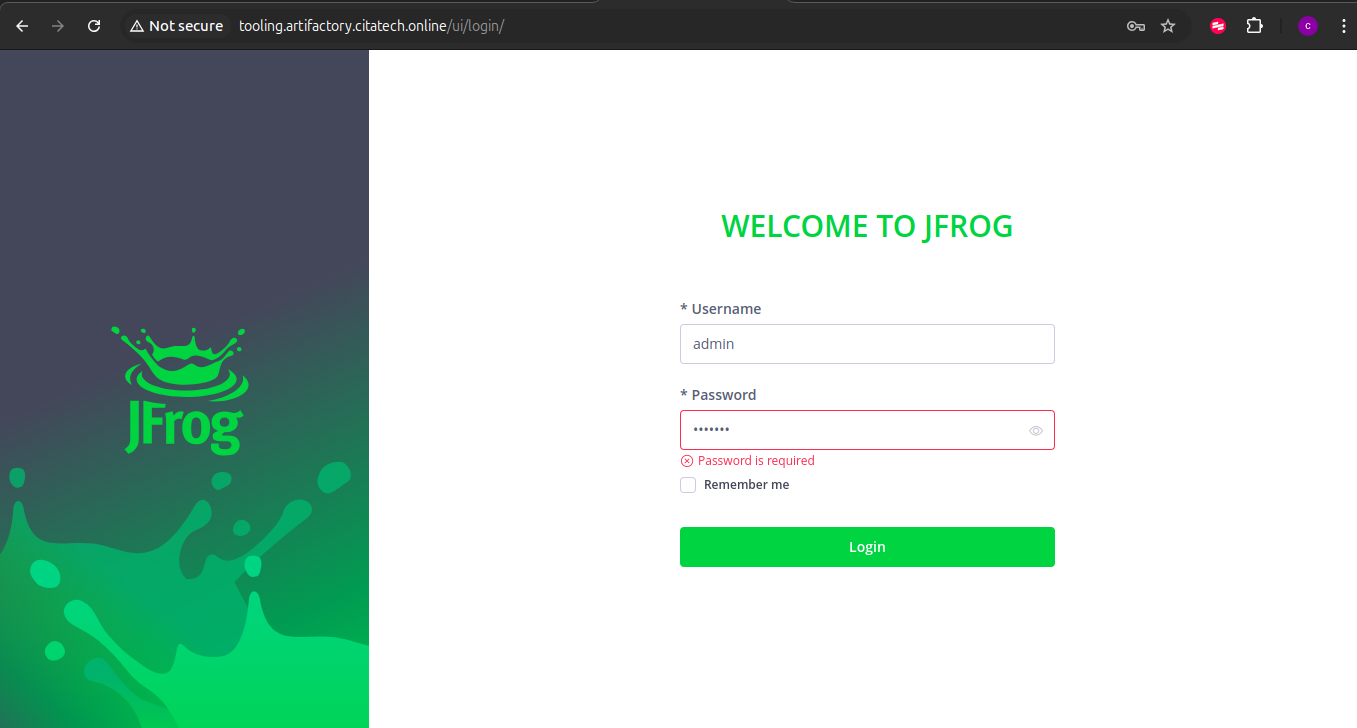 Not secure tooling.artifactory.citatech.online/ui/login/
c
JFrog
WELCOME TO JFROG
* Username
admin
* Password
•••••••
Password is required
Remember me
Login